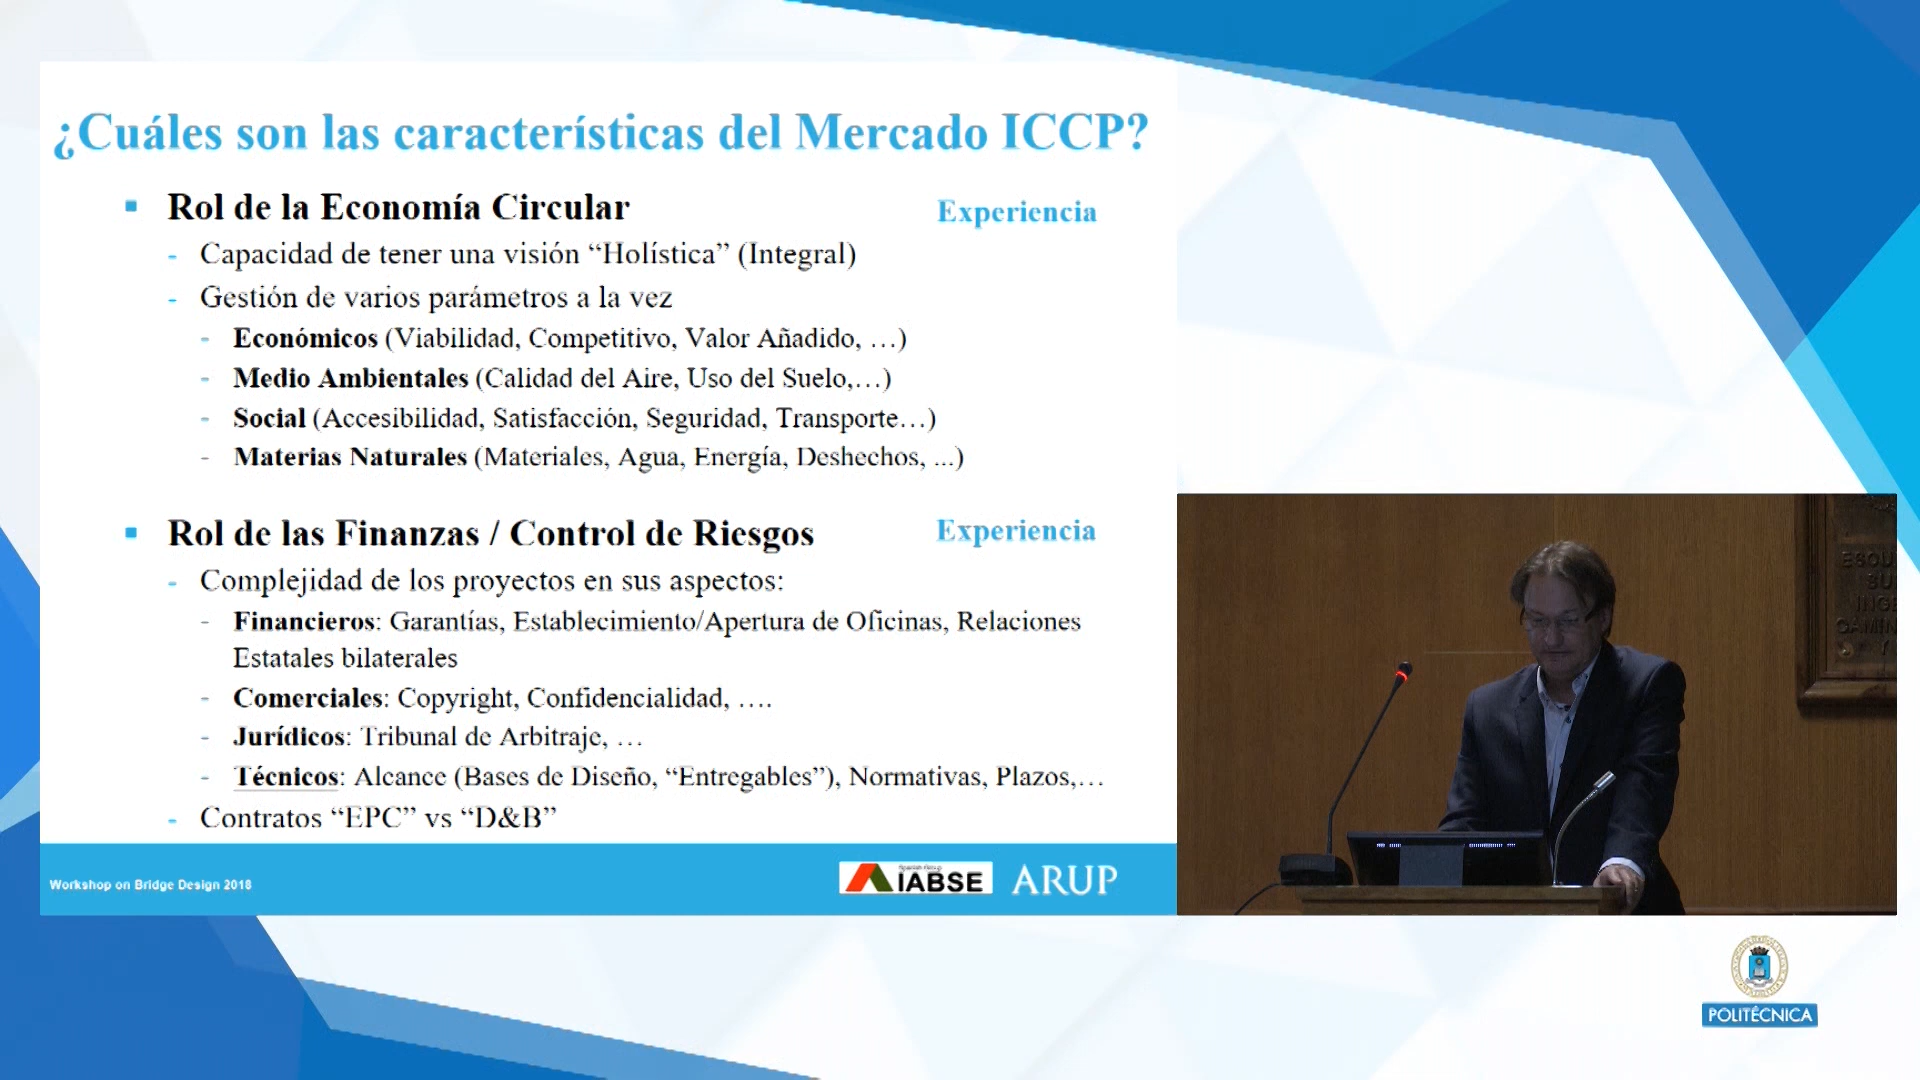 ¿Cuáles son las características del Mercado ICCP?
Rol de la Economía Circular
Experiencia
- Capacidad de tener una visión “Holística” (Integral)
- Gestión de varios parámetros a la vez
- Económicos (Viabilidad, Competitivo, Valor Añadido, …)
- Medio Ambientales (Calidad del Aire, Uso del Suelo,…)
- Social (Accesibilidad, Satisfacción, Seguridad, Transporte…)
- Materias Naturales (Materiales, Agua, Energía, Deshechos, ...)
Rol de las Finanzas / Control de Riesgos
Experiencia
- Complejidad de los proyectos en sus aspectos:
- Financieros: Garantías, Establecimiento/Apertura de Oficinas, Relaciones
Estatales bilaterales
- Comerciales: Copyright, Confidencialidad, ….
- Jurídicos: Tribunal de Arbitraje, …
- Técnicos: Alcance (Bases de Diseño, “Entregables”), Normativas, Plazos,…
- Contratos “EPC” vs “D&B”
Workshop on Bridge Design 2018
Spanish Group
IABSE
ARUP
POLITÉCNICA